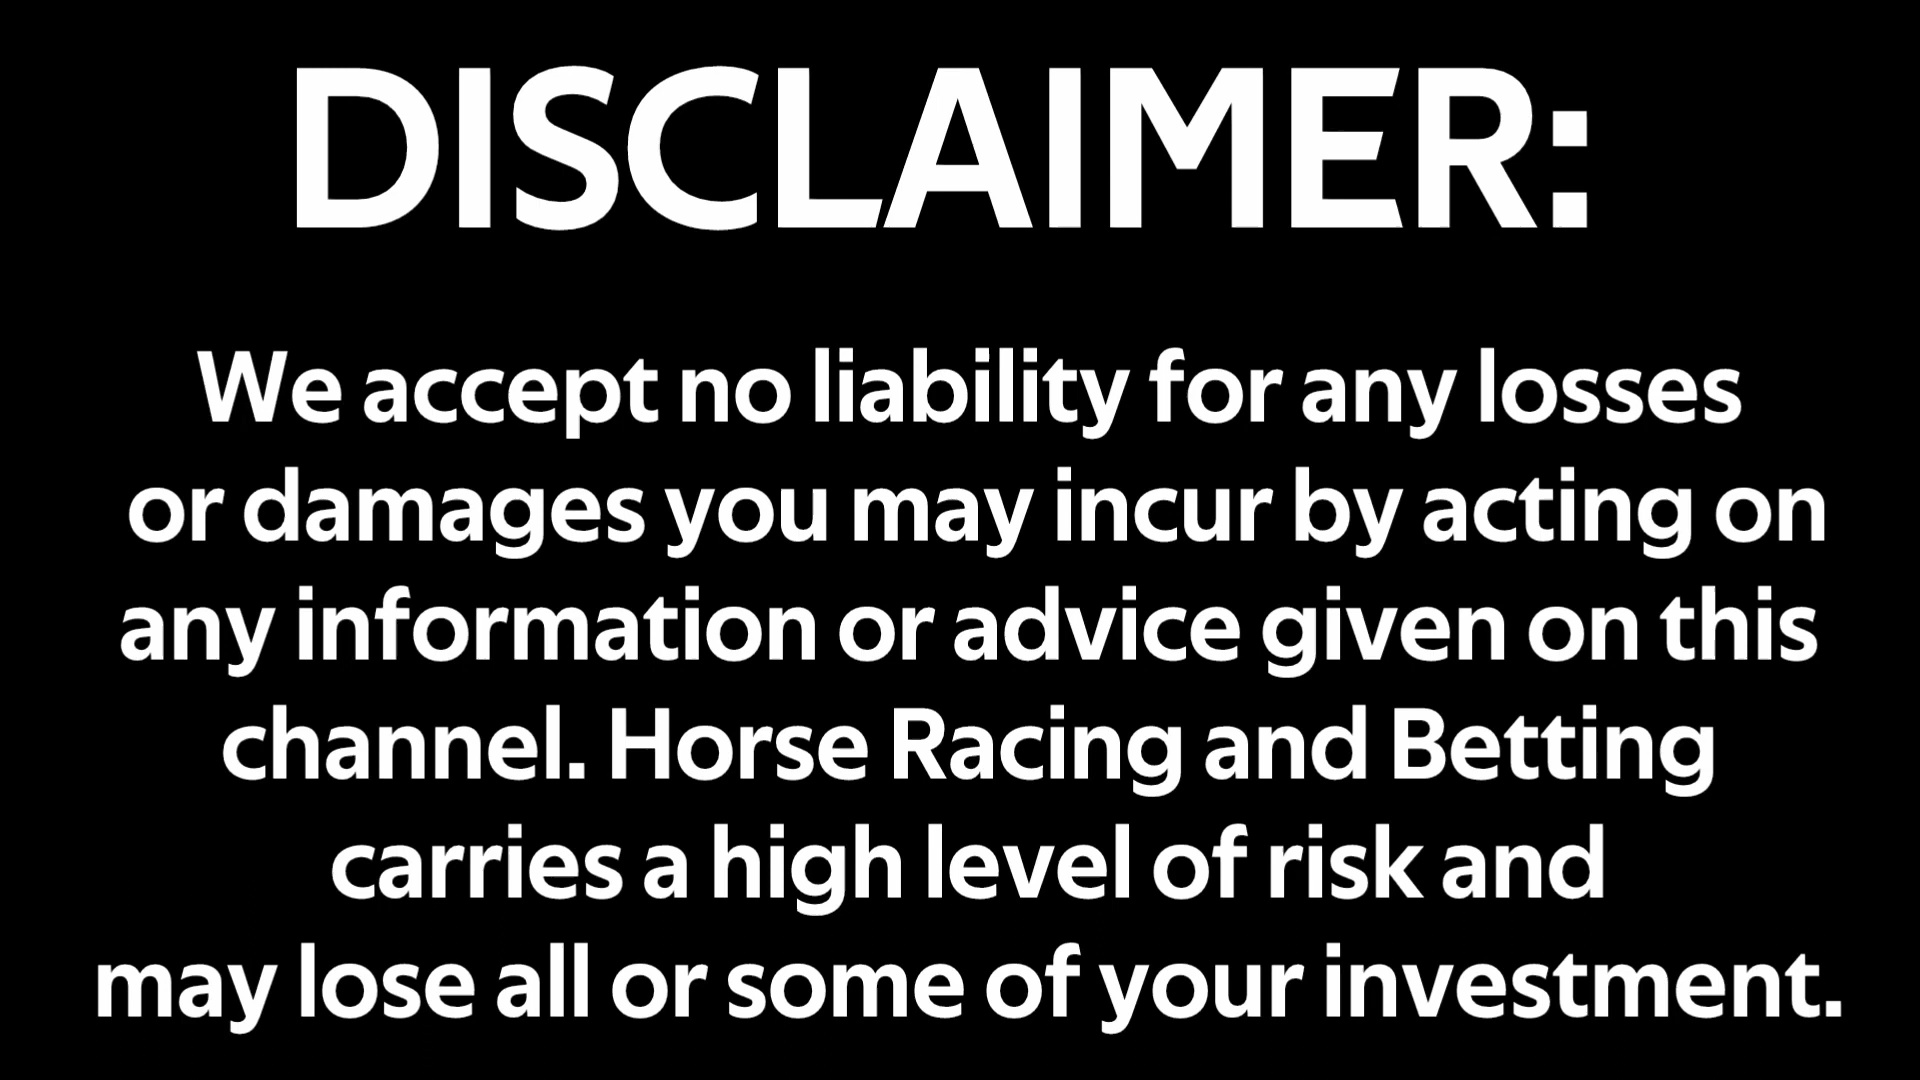 DISCLAIMER:
We accept no liability for any losses
or damages you may incur by acting on
any information or advice given on this
channel. Horse Racing and Betting
carries a high level of risk and
may lose all or some of your investment.